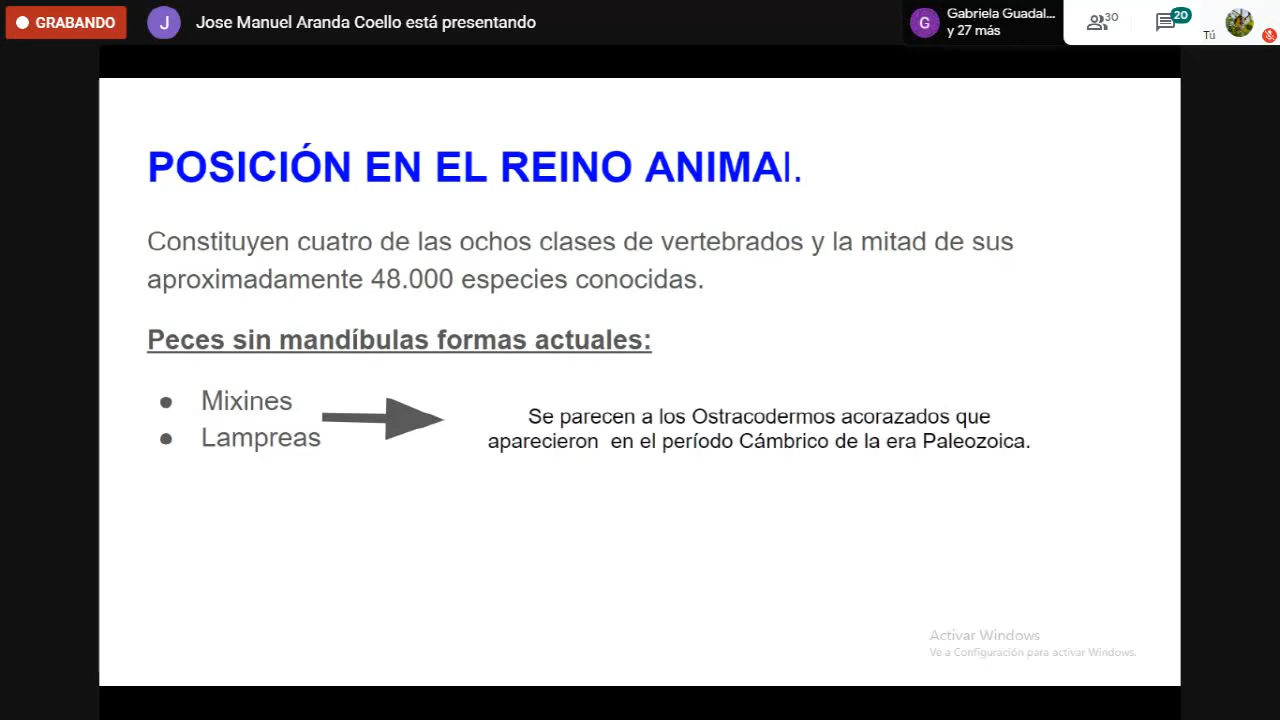 GRABANDO
J
Jose Manuel Aranda Coello está presentando
G
Gabriela Guadal...
y 27 más
30
20
Tú
POSICIÓN EN EL REINO ANIMAl.
Constituyen cuatro de las ochos clases de vertebrados y la mitad de sus
aproximadamente 48.000 especies conocidas.
Peces sin mandíbulas formas actuales:
● Mixines
● Lampreas
Se parecen a los Ostracodermos acorazados que
aparecieron en el período Cámbrico de la era Paleozoica.
Activar Windows
Ve a Configuración para activar Windows.